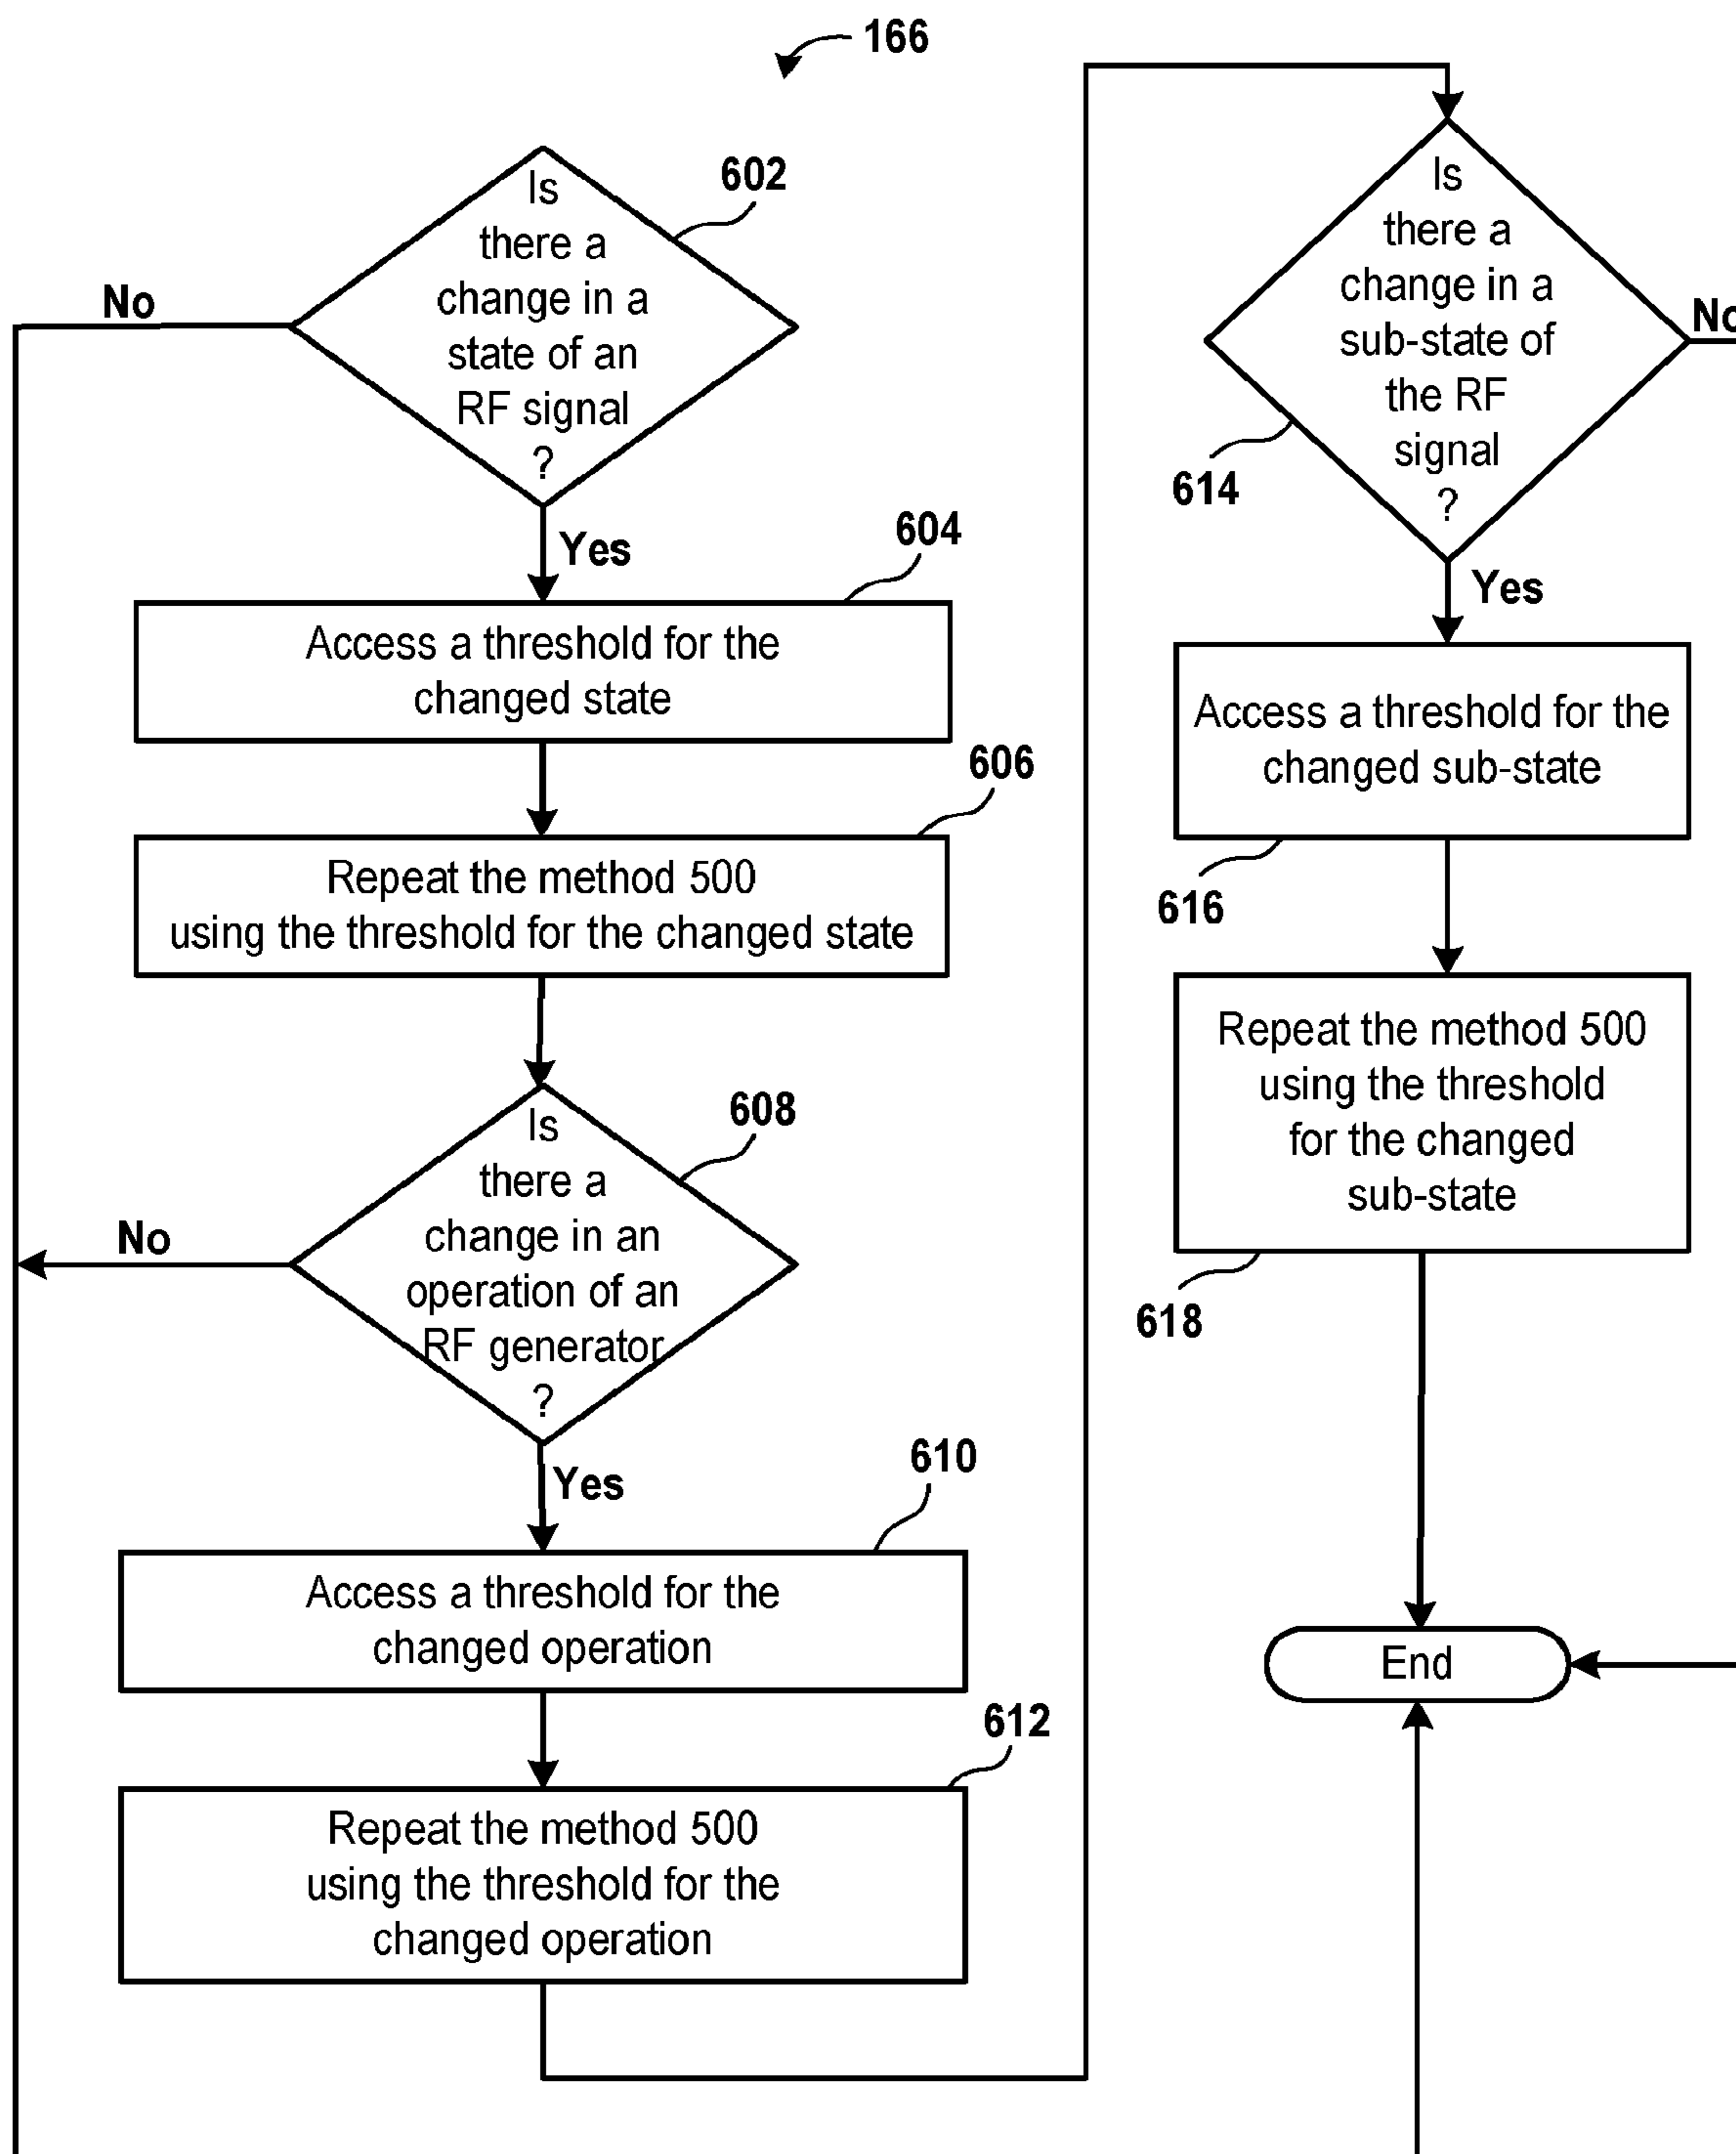 166
602
Is
there a
change in a
state of an
RF signal
?
No
Yes
604
Access a threshold for the
changed state
606
Repeat the method 500
using the threshold for the changed state
608
Is
there a
change in an
operation of an
RF generator
?
No
Yes
610
Access a threshold for the
changed operation
612
Repeat the method 500
using the threshold for the
changed operation
Is
there a
change in a
sub-state of
the RF
signal
?
614
No
Yes
Access a threshold for the
changed sub-state
616
Repeat the method 500
using the threshold
for the changed
sub-state
618
End